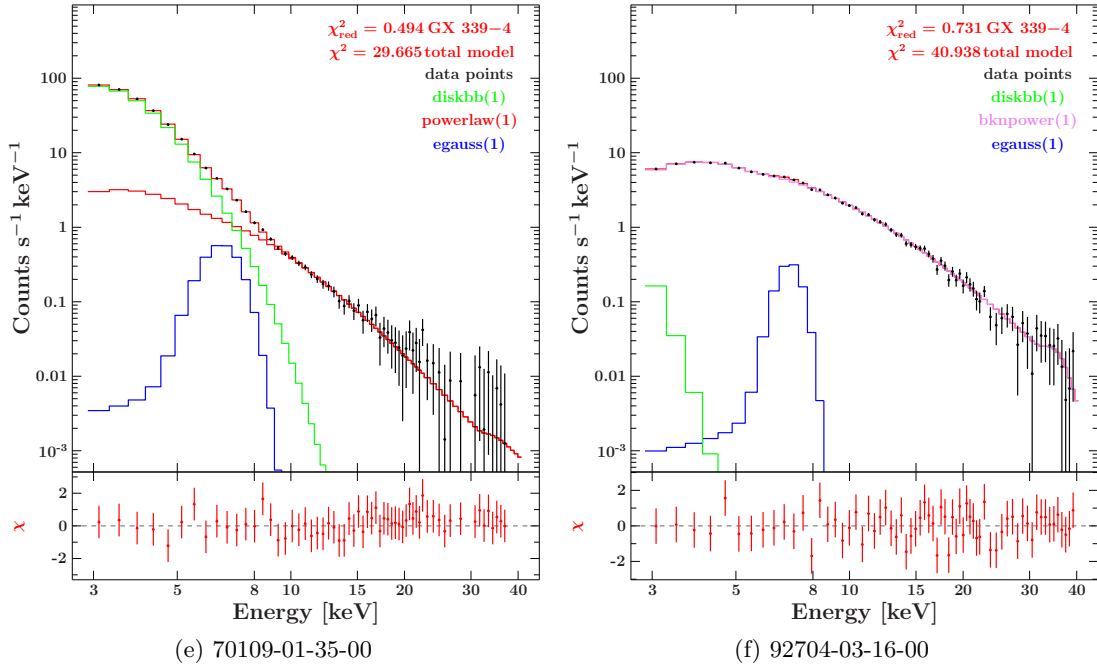 χ²red = 0.494 GX 339−4
χ² = 29.665 total model
data points
diskbb(1)
powerlaw(1)
egauss(1)
100
10
1
0.1
0.01
10⁻³
Counts s⁻¹ keV⁻¹
2
0
-2
χ
3 5 8 10 15 20 30 40
Energy [keV]
(e) 70109-01-35-00
χ²red = 0.731 GX 339−4
χ² = 40.938 total model
data points
diskbb(1)
bknpower(1)
egauss(1)
100
10
1
0.1
0.01
10⁻³
Counts s⁻¹ keV⁻¹
2
0
-2
χ
3 5 8 10 15 20 30 40
Energy [keV]
(f) 92704-03-16-00